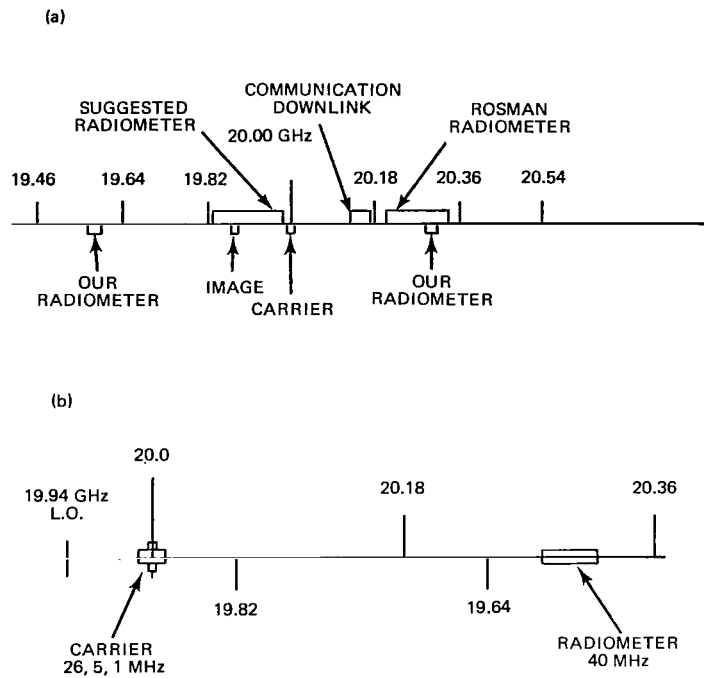 (a)
SUGGESTED
RADIOMETER
COMMUNICATION
DOWNLINK
20.00 GHz
ROSMAN
RADIOMETER
19.46
19.64
19.82
20.18
20.36
20.54
OUR
RADIOMETER
IMAGE
CARRIER
OUR
RADIOMETER
(b)
19.94 GHz
L.O.
20.0
20.18
20.36
19.82
19.64
CARRIER
26, 5, 1 MHz
RADIOMETER
40 MHz